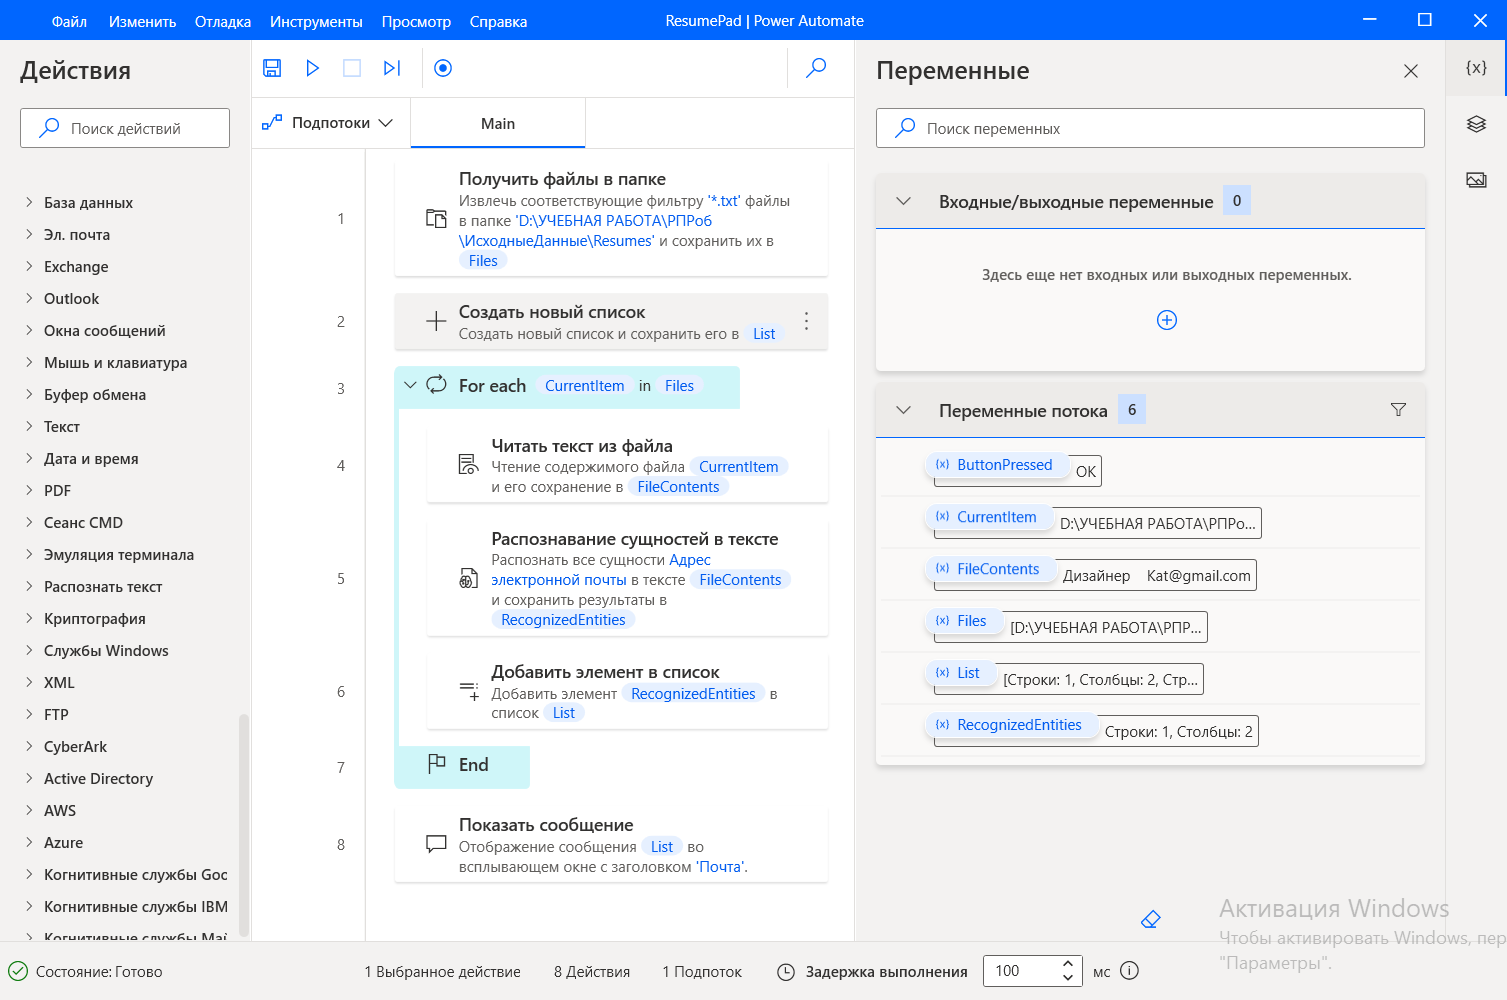 Файл Изменить Отладка Инструменты Просмотр Справка ResumePad | Power Automate
Действия
Поиск действий
База данных
Эл. почта
Exchange
Outlook
Окна сообщений
Мышь и клавиатура
Буфер обмена
Текст
Дата и время
PDF
Сеанс CMD
Эмуляция терминала
Распознать текст
Криптография
Службы Windows
XML
FTP
CyberArk
Active Directory
AWS
Azure
Когнитивные службы Goo
Когнитивные службы IBM
Когнитивные службы Май
Подпотоки Main
1
Получить файлы в папке
Извлечь соответствующие фильтру '*.txt' файлы
в папке 'D:\УЧЕБНАЯ РАБОТА\РПРоб
\ИсходныеДанные\Resumes' и сохранить их в
Files
2
Создать новый список
Создать новый список и сохранить его в List
3
For each CurrentItem in Files
4
Читать текст из файла
Чтение содержимого файла CurrentItem
и его сохранение в FileContents
5
Распознавание сущностей в тексте
Распознать все сущности Адрес
электронной почты в тексте FileContents
и сохранить результаты в
RecognizedEntities
6
Добавить элемент в список
Добавить элемент RecognizedEntities в
список List
7
End
8
Показать сообщение
Отображение сообщения List во
всплывающем окне с заголовком 'Почта'.
Переменные
{x}
Поиск переменных
Входные/выходные переменные 0
Здесь еще нет входных или выходных переменных.
Переменные потока 6
{x} ButtonPressed OK
{x} CurrentItem D:\УЧЕБНАЯ РАБОТА\РПРо...
{x} FileContents Дизайнер Kat@gmail.com
{x} Files [D:\УЧЕБНАЯ РАБОТА\РПР...
{x} List [Строки: 1, Столбцы: 2, Стр...
{x} RecognizedEntities Строки: 1, Столбцы: 2
Активация Windows
Чтобы активировать Windows, пер
"Параметры".
Состояние: Готово 1 Выбранное действие 8 Действия 1 Подпоток Задержка выполнения 100 мс